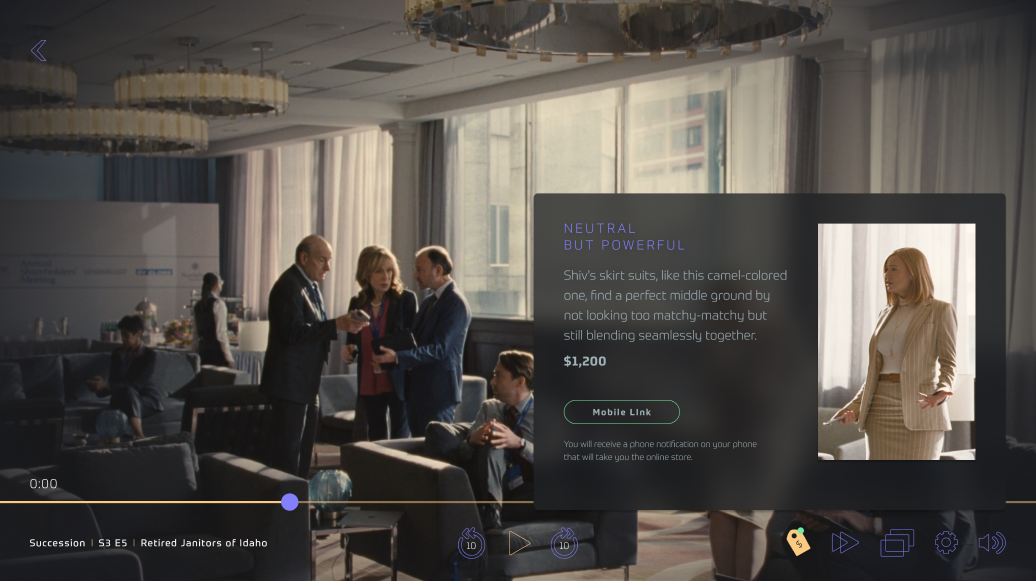 NEUTRAL
BUT POWERFUL
Shiv's skirt suits, like this camel-colored
one, find a perfect middle ground by
not looking too matchy-matchy but
still blending seamlessly together.
$1,200
Mobile LInk
You will receive a phone notification on your phone
that will take you the online store.
0:00
Succession | S3 E5 | Retired Janitors of Idaho
10
10
$